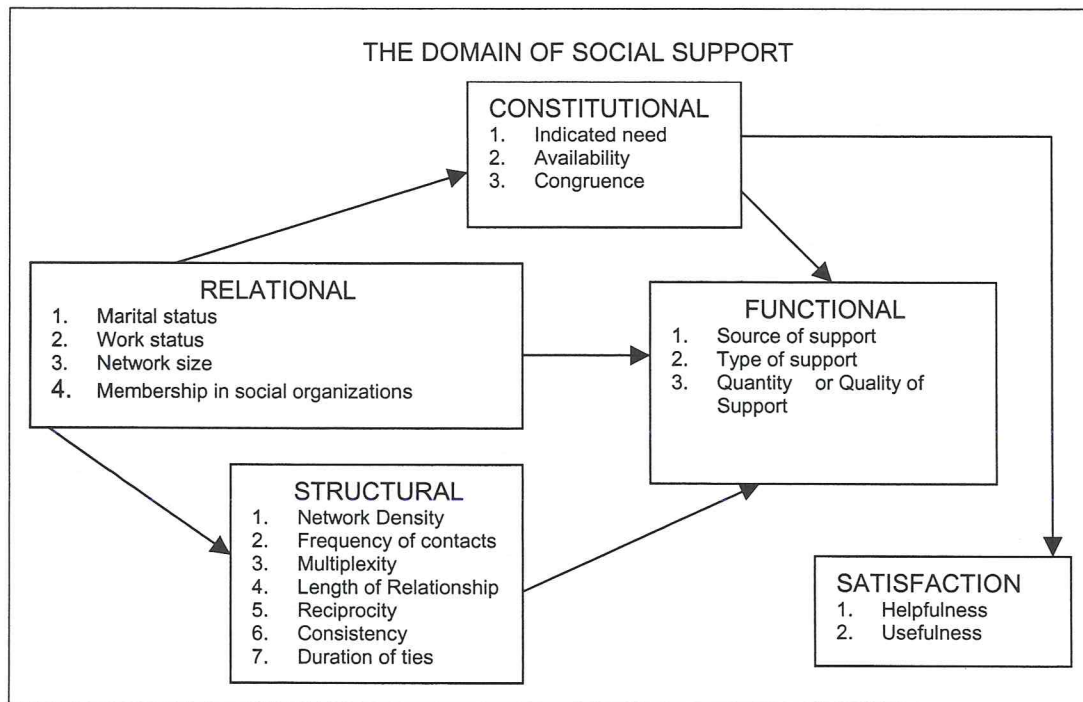 THE DOMAIN OF SOCIAL SUPPORT
CONSTITUTIONAL
1. Indicated need
2. Availability
3. Congruence
RELATIONAL
1. Marital status
2. Work status
3. Network size
4. Membership in social organizations
FUNCTIONAL
1. Source of support
2. Type of support
3. Quantity or Quality of
Support
STRUCTURAL
1. Network Density
2. Frequency of contacts
3. Multiplexity
4. Length of Relationship
5. Reciprocity
6. Consistency
7. Duration of ties
SATISFACTION
1. Helpfulness
2. Usefulness